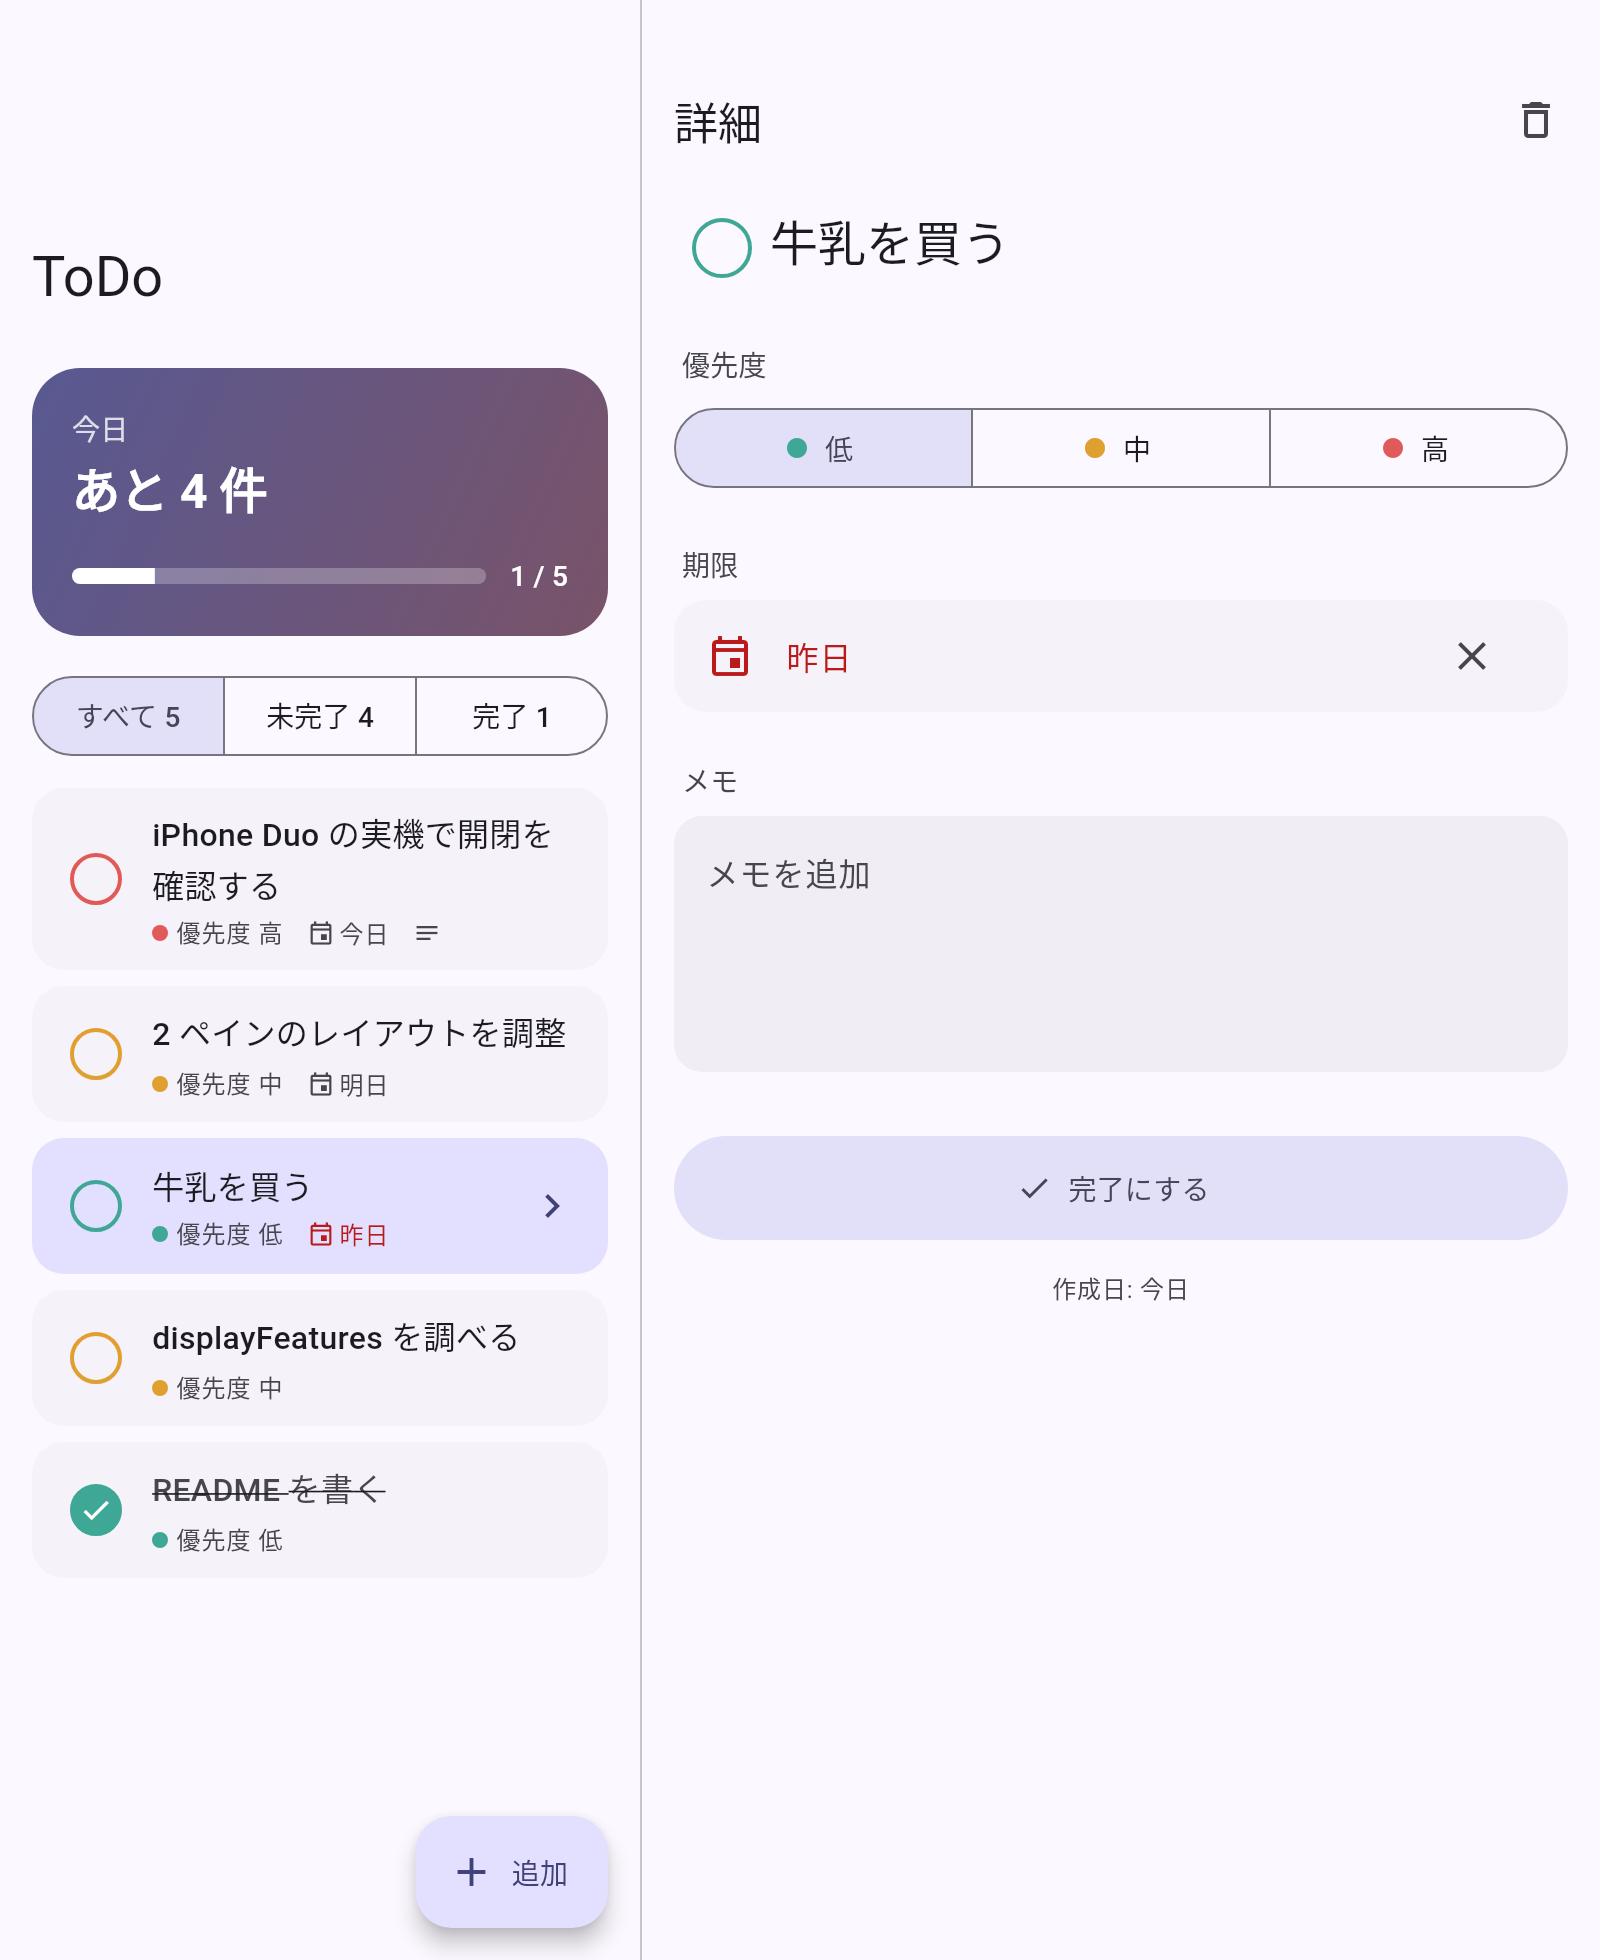 ToDo
今日
あと 4 件
1 / 5
すべて 5
未完了 4
完了 1
iPhone Duo の実機で開閉を
確認する
優先度 高 今日
2 ペインのレイアウトを調整
優先度 中 明日
牛乳を買う
優先度 低 昨日
displayFeatures を調べる
優先度 中
README を書く
優先度 低
追加
詳細
牛乳を買う
優先度
低
中
高
期限
昨日
メモ
メモを追加
完了にする
作成日: 今日